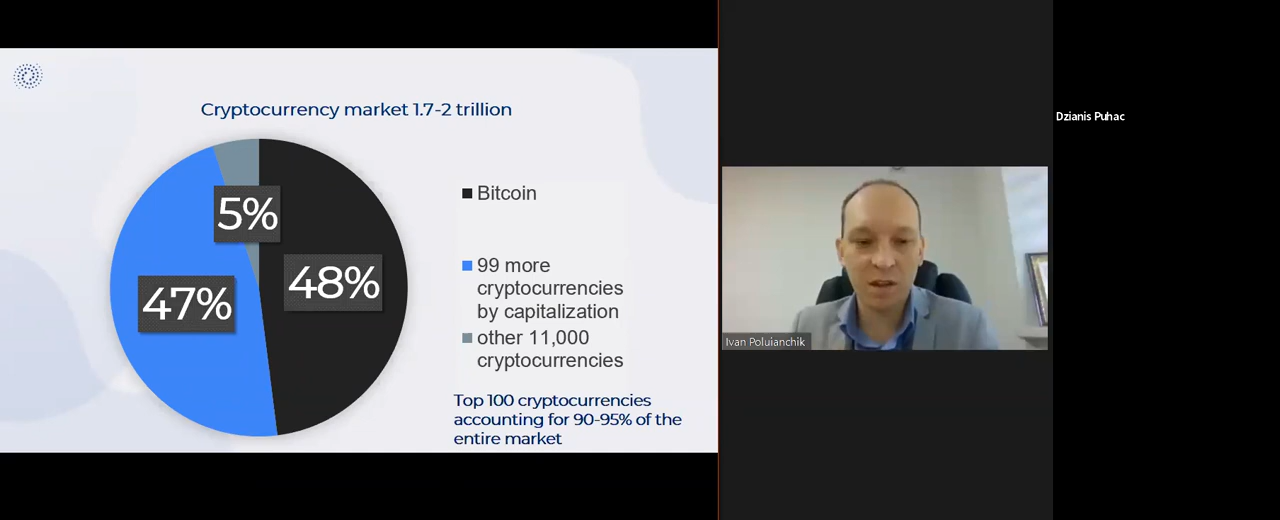 Cryptocurrency market 1.7-2 trillion
5%
48%
47%
Bitcoin
99 more
cryptocurrencies
by capitalization
other 11,000
cryptocurrencies
Top 100 cryptocurrencies
accounting for 90-95% of the
entire market
Ivan Poluianchik
Dzianis Puhac